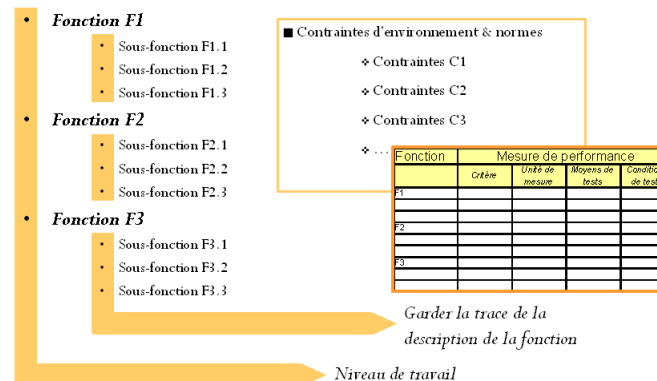 • Fonction F1
• Sous-fonction F1.1
• Sous-fonction F1.2
• Sous-fonction F1.3
• Fonction F2
• Sous-fonction F2.1
• Sous-fonction F2.2
• Sous-fonction F2.3
• Fonction F3
• Sous-fonction F3.1
• Sous-fonction F3.2
• Sous-fonction F3.3
■ Contraintes d'environnement & normes
❖ Contraintes C1
❖ Contraintes C2
❖ Contraintes C3
❖ ...
Fonction Mesure de performance
Critère Unité de mesure Moyens de tests Conditio de test
F1
F2
F3
Garder la trace de la
description de la fonction
Niveau de travail